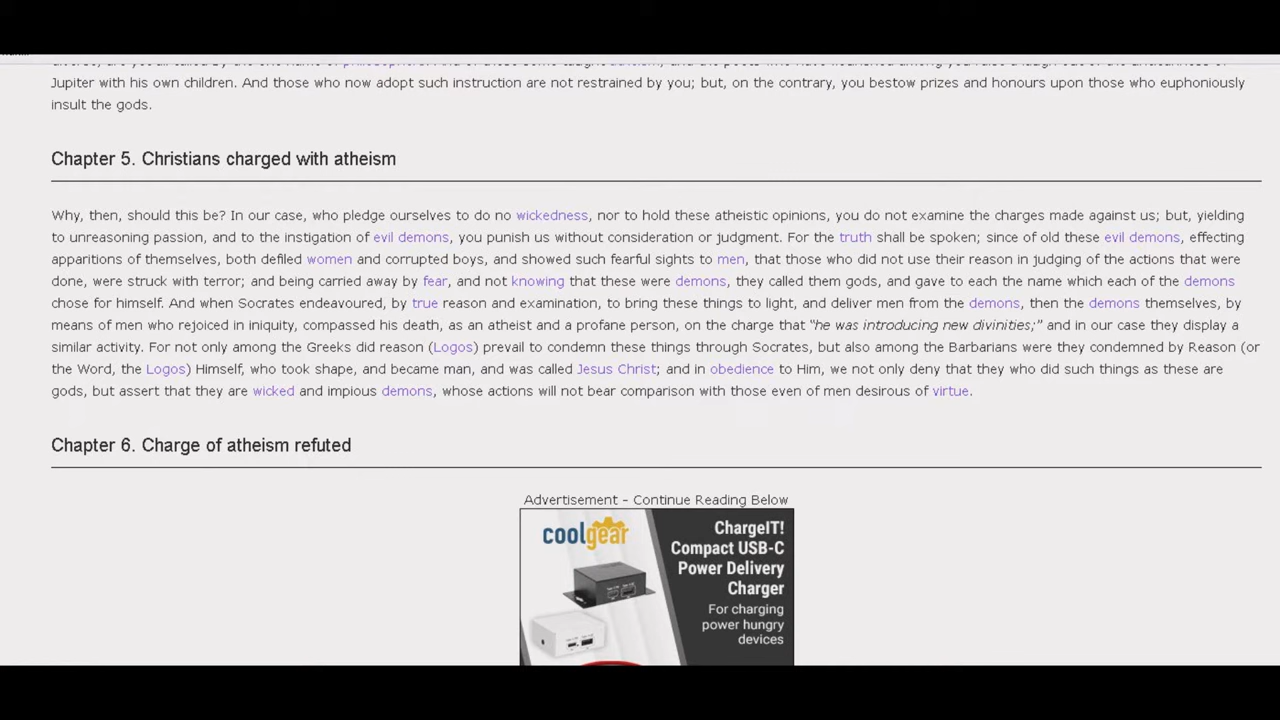 Jupiter with his own children. And those who now adopt such instruction are not restrained by you; but, on the contrary, you bestow prizes and honours upon those who euphoniously
insult the gods.
Chapter 5. Christians charged with atheism
Why, then, should this be? In our case, who pledge ourselves to do no wickedness, nor to hold these atheistic opinions, you do not examine the charges made against us; but, yielding
to unreasoning passion, and to the instigation of evil demons, you punish us without consideration or judgment. For the truth shall be spoken; since of old these evil demons, effecting
apparitions of themselves, both defiled women and corrupted boys, and showed such fearful sights to men, that those who did not use their reason in judging of the actions that were
done, were struck with terror; and being carried away by fear, and not knowing that these were demons, they called them gods, and gave to each the name which each of the demons
chose for himself. And when Socrates endeavoured, by true reason and examination, to bring these things to light, and deliver men from the demons, then the demons themselves, by
means of men who rejoiced in iniquity, compassed his death, as an atheist and a profane person, on the charge that "he was introducing new divinities;" and in our case they display a
similar activity. For not only among the Greeks did reason (Logos) prevail to condemn these things through Socrates, but also among the Barbarians were they condemned by Reason (or
the Word, the Logos) Himself, who took shape, and became man, and was called Jesus Christ; and in obedience to Him, we not only deny that they who did such things as these are
gods, but assert that they are wicked and impious demons, whose actions will not bear comparison with those even of men desirous of virtue.
Chapter 6. Charge of atheism refuted
Advertisement - Continue Reading Below
coolgear
ChargeIT!
Compact USB-C
Power Delivery
Charger
For charging
power hungry
devices